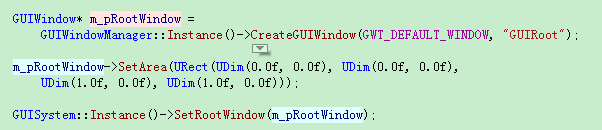 GUIWindow* m_pRootWindow =
GUIWindowManager::Instance()->CreateGUIWindow(GWT_DEFAULT_WINDOW, "GUIRoot");
m_pRootWindow->SetArea(URect(UDim(0.0f, 0.0f), UDim(0.0f, 0.0f),
UDim(1.0f, 0.0f), UDim(1.0f, 0.0f)));
GUISystem::Instance()->SetRootWindow(m_pRootWindow);